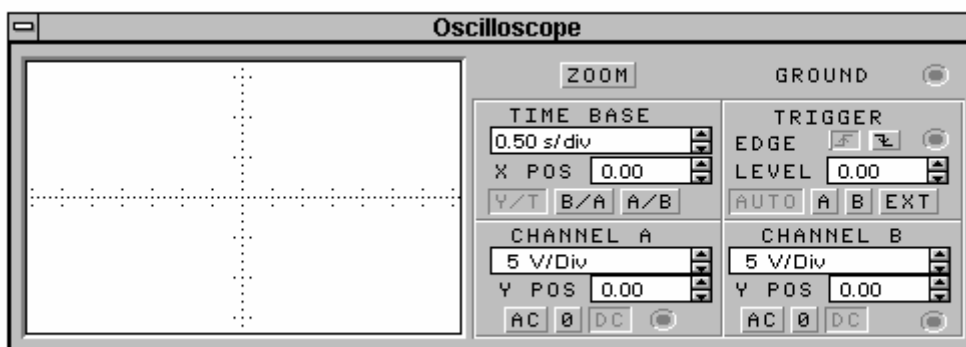 Oscilloscope
ZOOM GROUND
TIME BASE
0.50 s/div
X POS 0.00
Y/T B/A A/B
TRIGGER
EDGE
LEVEL 0.00
AUTO A B EXT
CHANNEL A
5 V/Div
Y POS 0.00
AC 0 DC
CHANNEL B
5 V/Div
Y POS 0.00
AC 0 DC